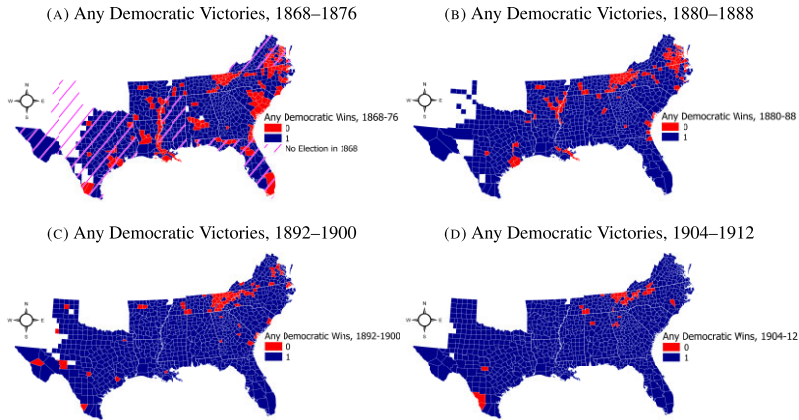 (A) Any Democratic Victories, 1868–1876
(B) Any Democratic Victories, 1880–1888
N
W E
S
Any Democratic Wins, 1868-76
0
1
No Election in 1868
N
W E
S
Any Democratic Wins, 1880-88
0
1
(C) Any Democratic Victories, 1892–1900
(D) Any Democratic Victories, 1904–1912
N
W E
S
Any Democratic Wins, 1892-1900
0
1
N
W E
S
Any Democratic Wins, 1904-12
0
1